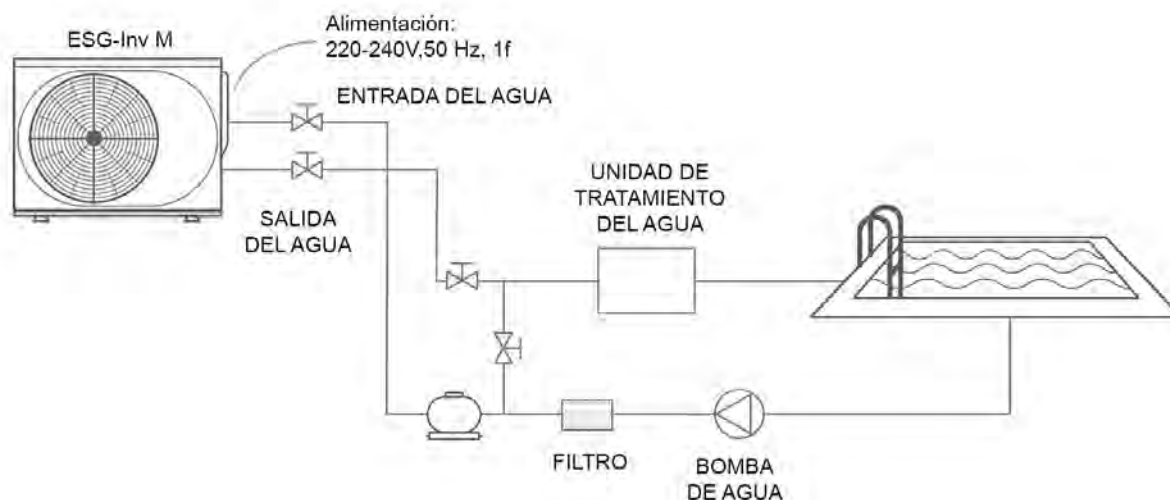 ESG-Inv M
Alimentación:
220-240V,50 Hz, 1f
ENTRADA DEL AGUA
SALIDA
DEL AGUA
UNIDAD DE
TRATAMIENTO
DEL AGUA
FILTRO
BOMBA
DE AGUA